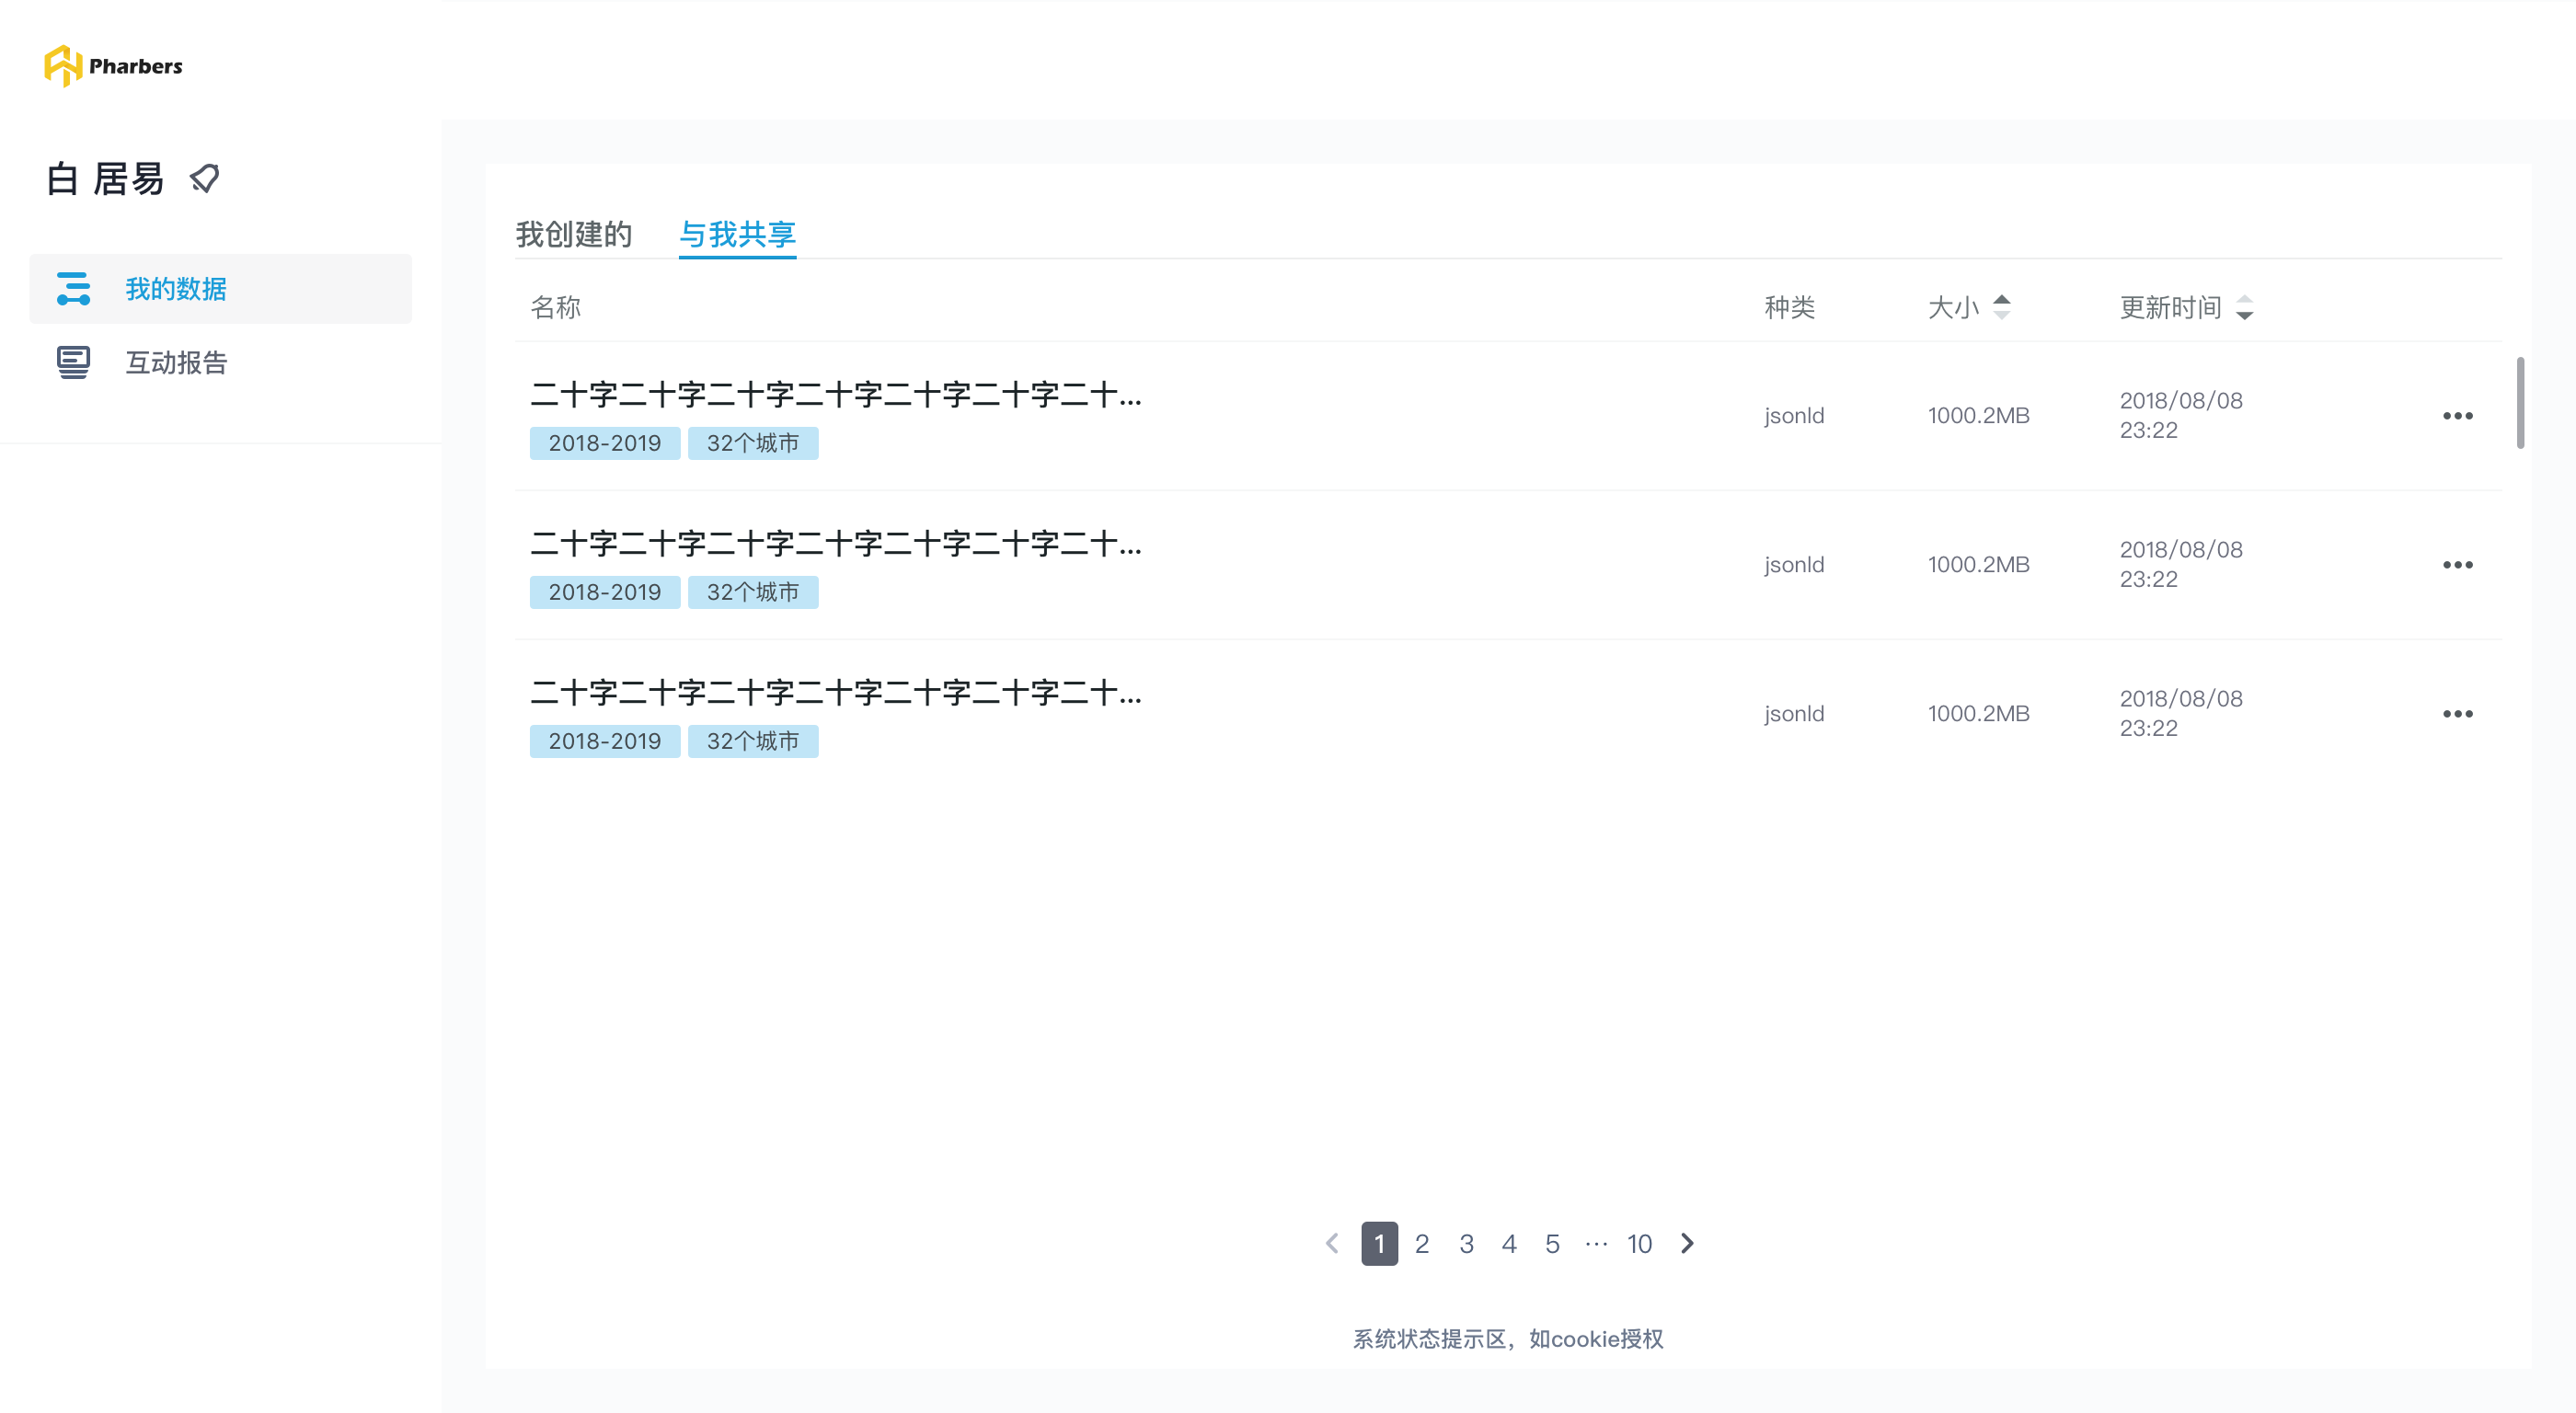 Pharbers
白 居易
我的数据
互动报告
我创建的 与我共享
名称 种类 大小 更新时间
二十字二十字二十字二十字二十字二十字二十...
2018-2019 32个城市
jsonld 1000.2MB 2018/08/08
23:22
二十字二十字二十字二十字二十字二十字二十...
2018-2019 32个城市
jsonld 1000.2MB 2018/08/08
23:22
二十字二十字二十字二十字二十字二十字二十...
2018-2019 32个城市
jsonld 1000.2MB 2018/08/08
23:22
1 2 3 4 5 ··· 10
系统状态提示区，如cookie授权